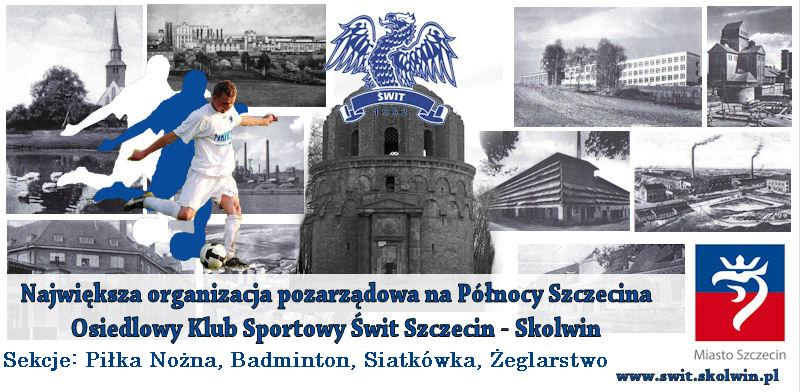 ŚWIT
1952
Największa organizacja pozarządowa na Północy Szczecina
Osiedlowy Klub Sportowy Świt Szczecin - Skolwin
Sekcje: Piłka Nożna, Badminton, Siatkówka, Żeglarstwo
Miasto Szczecin
www.swit.skolwin.pl